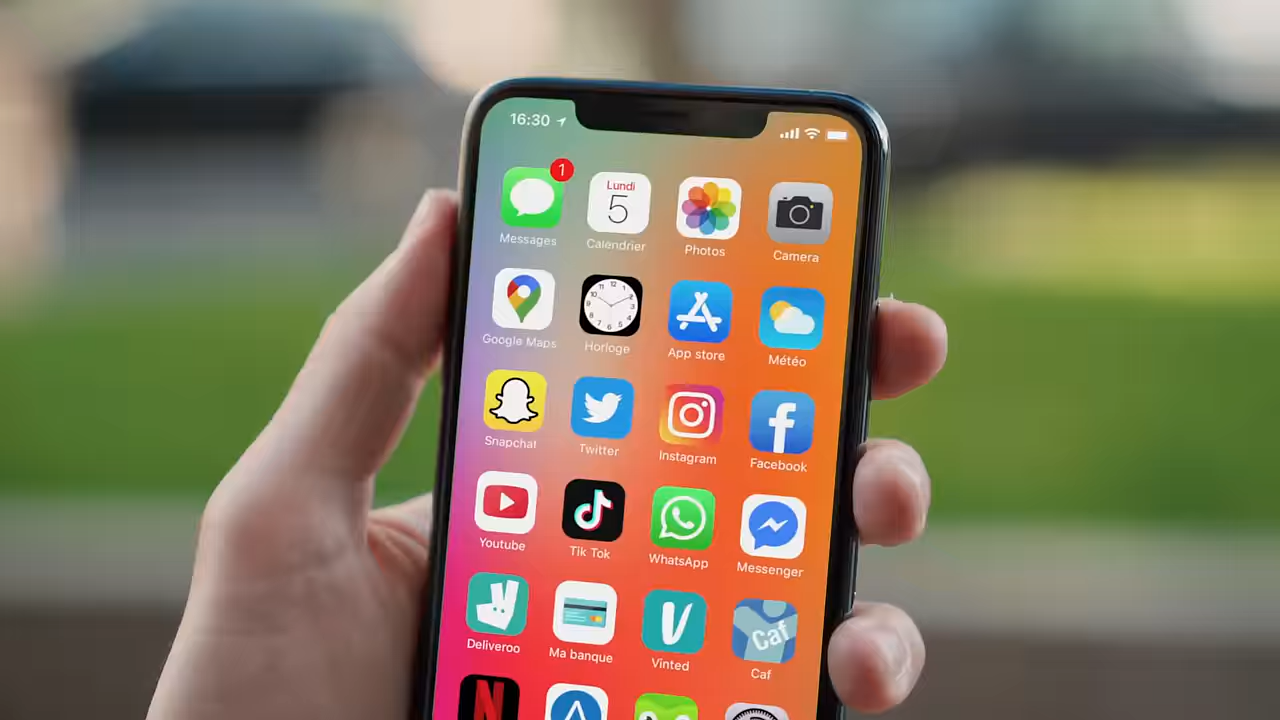 16:30
1
Lundi
5
Messages
Calendrier
Photos
Camera
Google Maps
Horloge
App store
Météo
Snapchat
Twitter
Instagram
Facebook
Youtube
Tik Tok
WhatsApp
Messenger
Caf
Deliveroo
Ma banque
Vinted
Caf
N